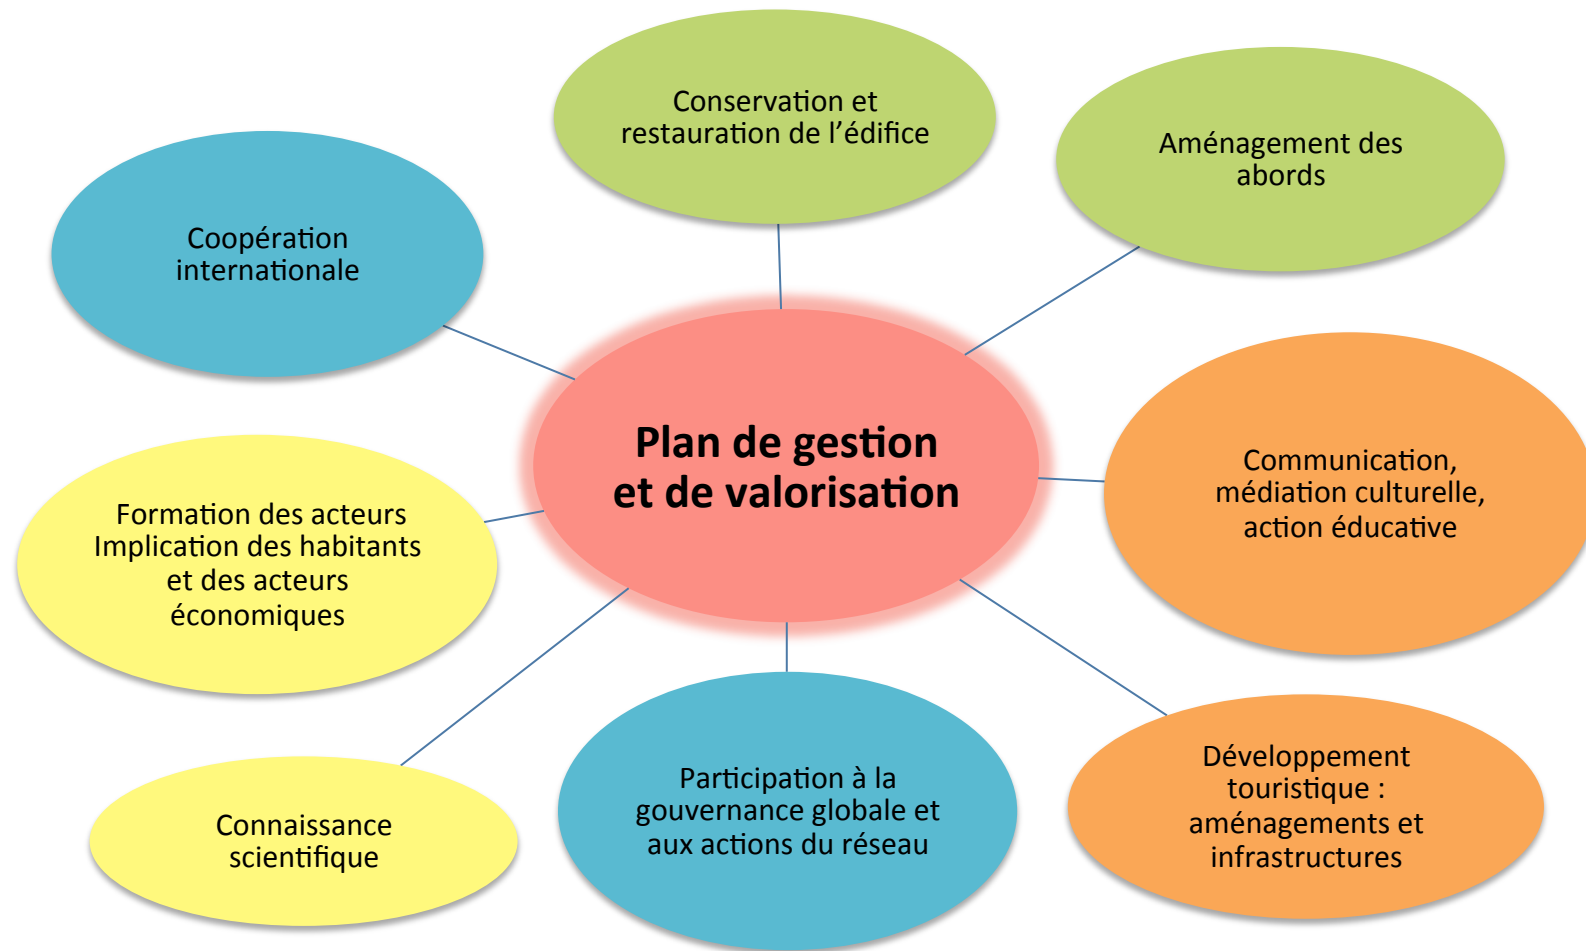 Conservation et
restauration de l’édifice
Aménagement des
abords
Coopération
internationale
Plan de gestion
et de valorisation
Communication,
médiation culturelle,
action éducative
Formation des acteurs
Implication des habitants
et des acteurs
économiques
Développement
touristique :
aménagements et
infrastructures
Participation à la
gouvernance globale et
aux actions du réseau
Connaissance
scientifique